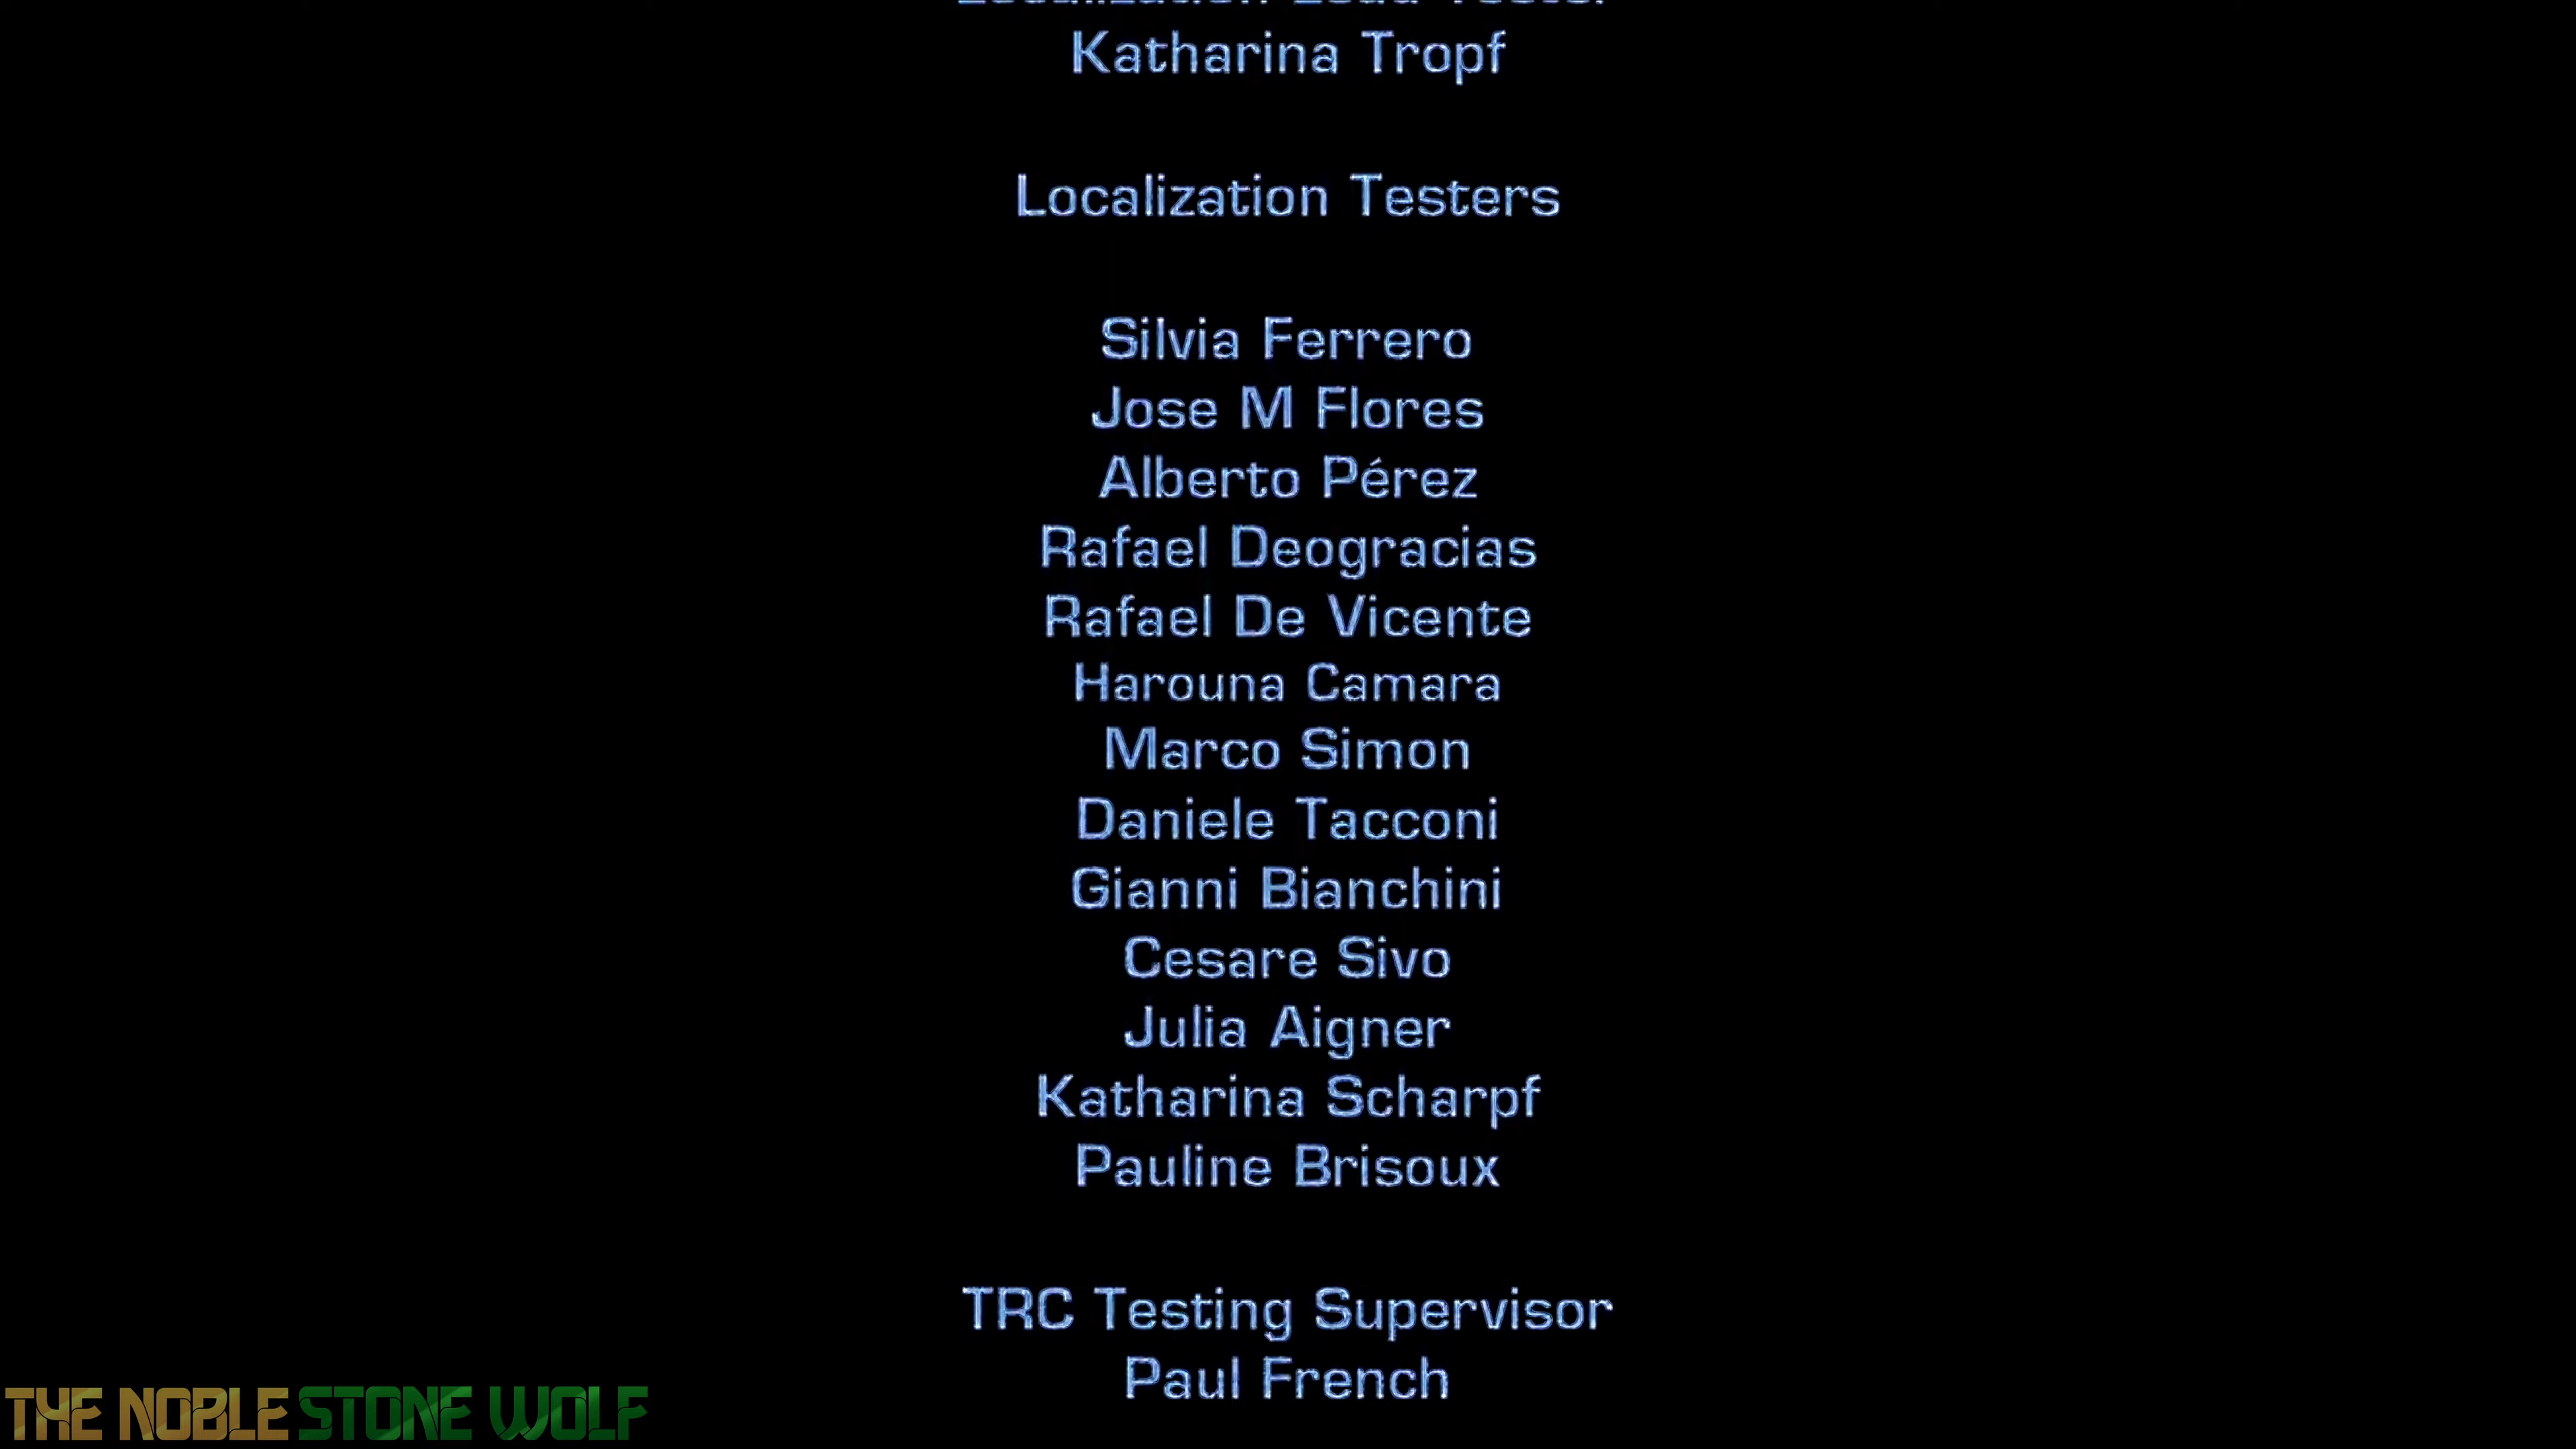 Katharina Tropf
Localization Testers
Silvia Ferrero
Jose M Flores
Alberto Pérez
Rafael Deogracias
Rafael De Vicente
Harouna Camara
Marco Simon
Daniele Tacconi
Gianni Bianchini
Cesare Sivo
Julia Aigner
Katharina Scharpf
Pauline Brisoux
TRC Testing Supervisor
Paul French
THE NOBLE STONE WOLF